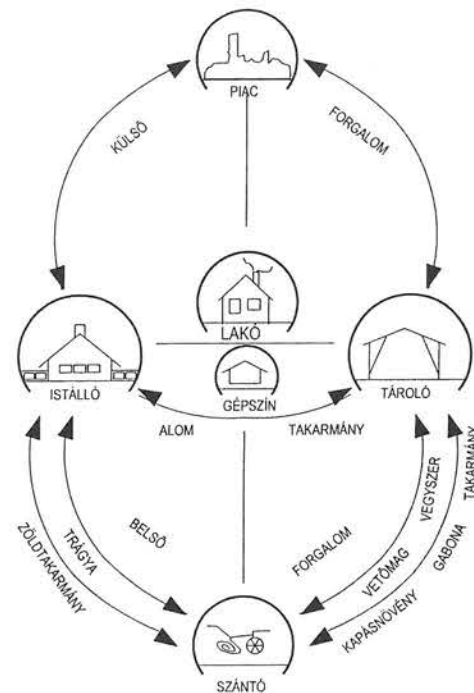 PIAC
KÜLSŐ
FORGALOM
LAKÓ
ISTÁLLÓ
GÉPSZÍN
TÁROLÓ
ALOM
TAKARMÁNY
ZÖLDTAKARMÁNY
TRÁGYA
BELSŐ
FORGALOM
VETŐMAG
VEGYSZER
KAPÁSNÖVÉNY
GABONA
TAKARMÁNY
SZÁNTÓ